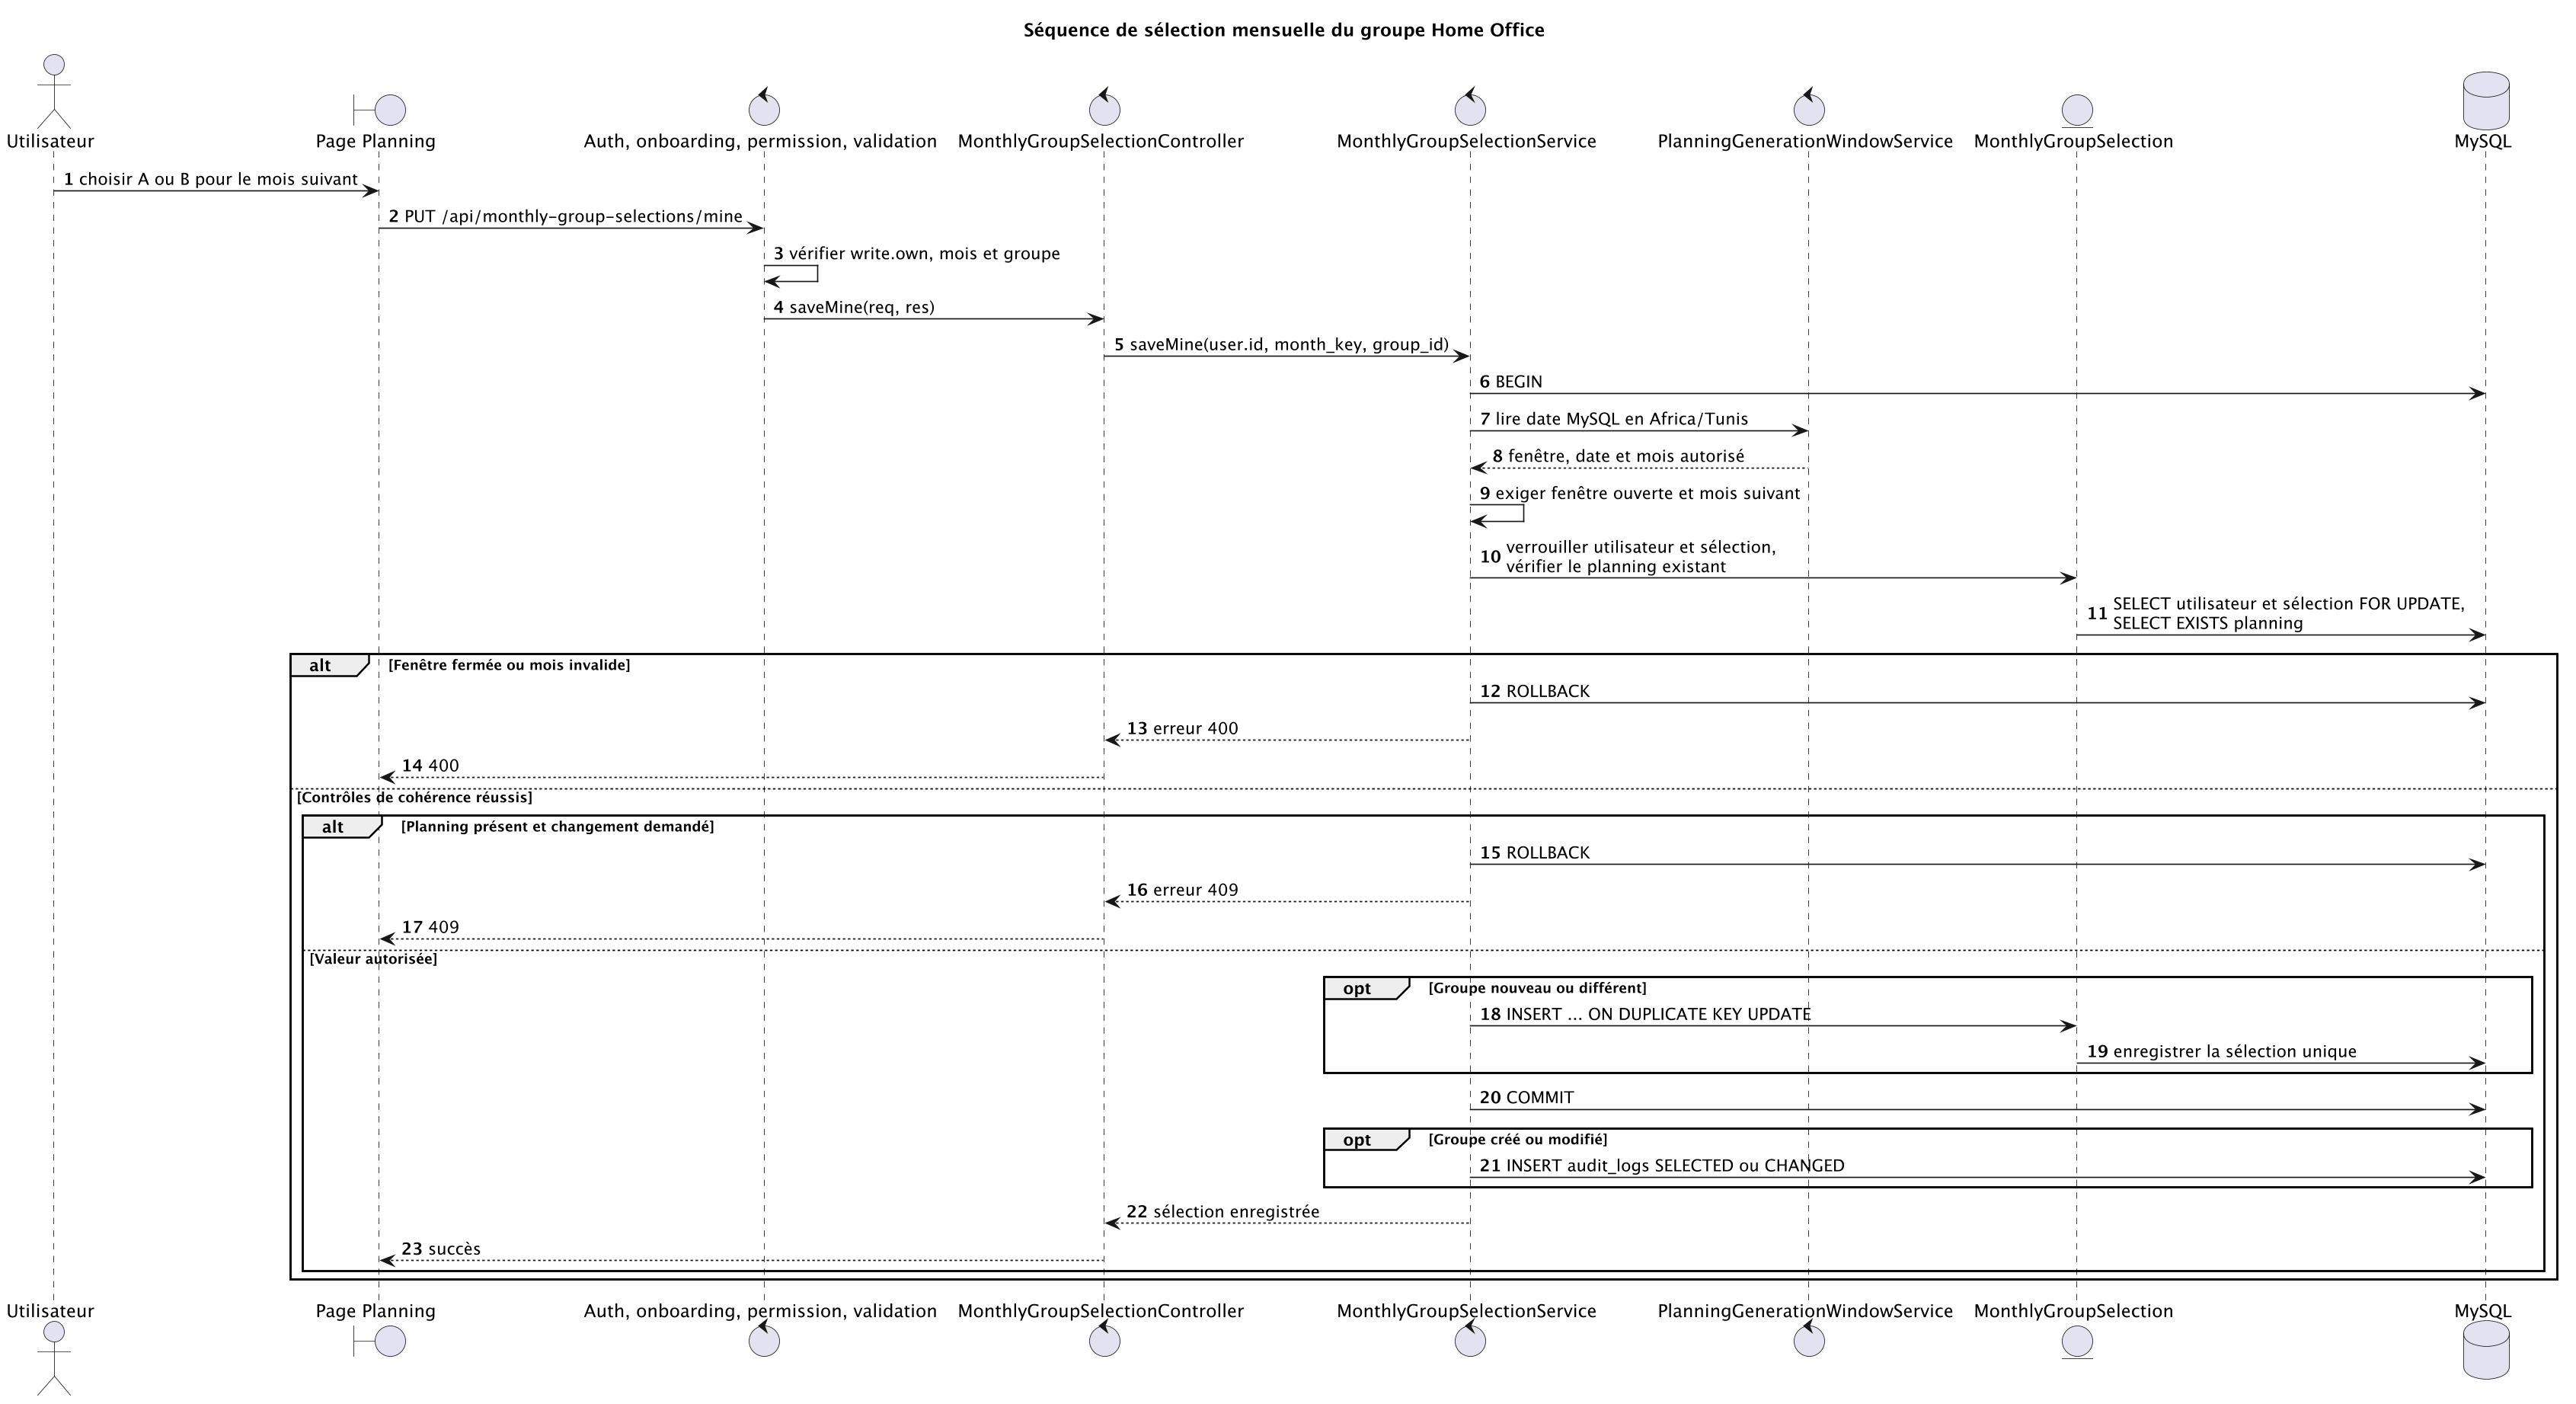 Séquence de sélection mensuelle du groupe Home Office
Utilisateur
Page Planning
Auth, onboarding, permission, validation
MonthlyGroupSelectionController
MonthlyGroupSelectionService
PlanningGenerationWindowService
MonthlyGroupSelection
MySQL
1 choisir A ou B pour le mois suivant
2 PUT /api/monthly-group-selections/mine
3 vérifier write.own, mois et groupe
4 saveMine(req, res)
5 saveMine(user.id, month_key, group_id)
6 BEGIN
7 lire date MySQL en Africa/Tunis
8 fenêtre, date et mois autorisé
9 exiger fenêtre ouverte et mois suivant
10 verrouiller utilisateur et sélection,
vérifier le planning existant
11 SELECT utilisateur et sélection FOR UPDATE,
SELECT EXISTS planning
alt [Fenêtre fermée ou mois invalide]
12 ROLLBACK
13 erreur 400
14 400
[Contrôles de cohérence réussis]
alt [Planning présent et changement demandé]
15 ROLLBACK
16 erreur 409
17 409
[Valeur autorisée]
opt [Groupe nouveau ou différent]
18 INSERT ... ON DUPLICATE KEY UPDATE
19 enregistrer la sélection unique
20 COMMIT
opt [Groupe créé ou modifié]
21 INSERT audit_logs SELECTED ou CHANGED
22 sélection enregistrée
23 succès
Utilisateur
Page Planning
Auth, onboarding, permission, validation
MonthlyGroupSelectionController
MonthlyGroupSelectionService
PlanningGenerationWindowService
MonthlyGroupSelection
MySQL